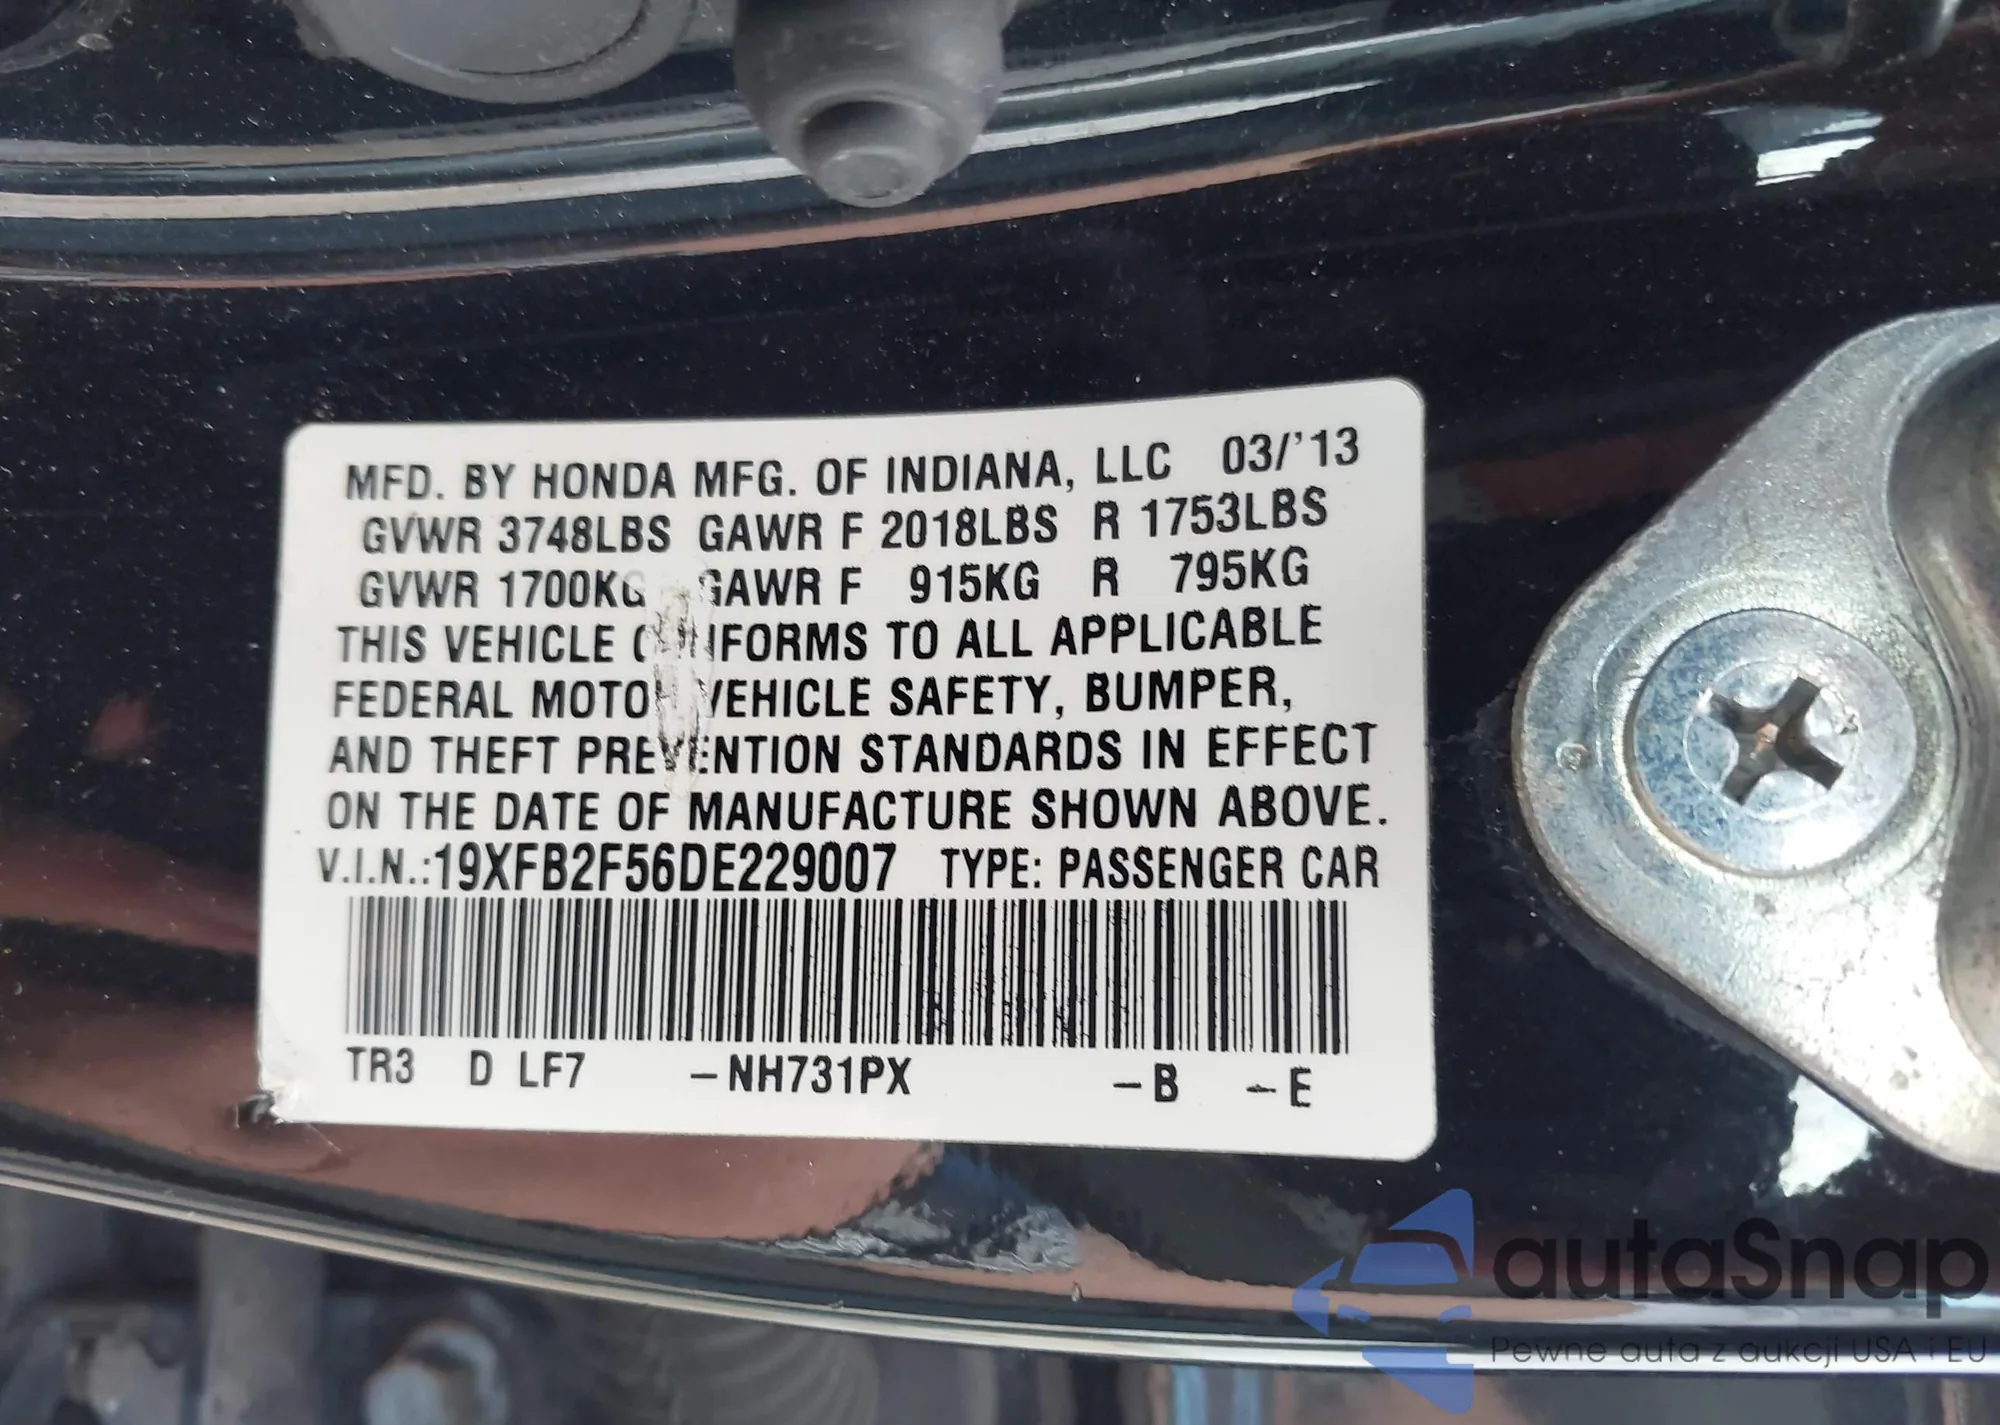 MFD. BY HONDA MFG. OF INDIANA, LLC 03/'13
GVWR 3748LBS GAWR F 2018LBS R 1753LBS
GVWR 1700KG GAWR F 915KG R 795KG
THIS VEHICLE CONFORMS TO ALL APPLICABLE
FEDERAL MOTOR VEHICLE SAFETY, BUMPER,
AND THEFT PREVENTION STANDARDS IN EFFECT
ON THE DATE OF MANUFACTURE SHOWN ABOVE.
V.I.N.:19XFB2F56DE229007 TYPE: PASSENGER CAR
TR3 D LF7 –NH731PX –B –E
autaSnap
Pewne auta z aukcji USA i EU